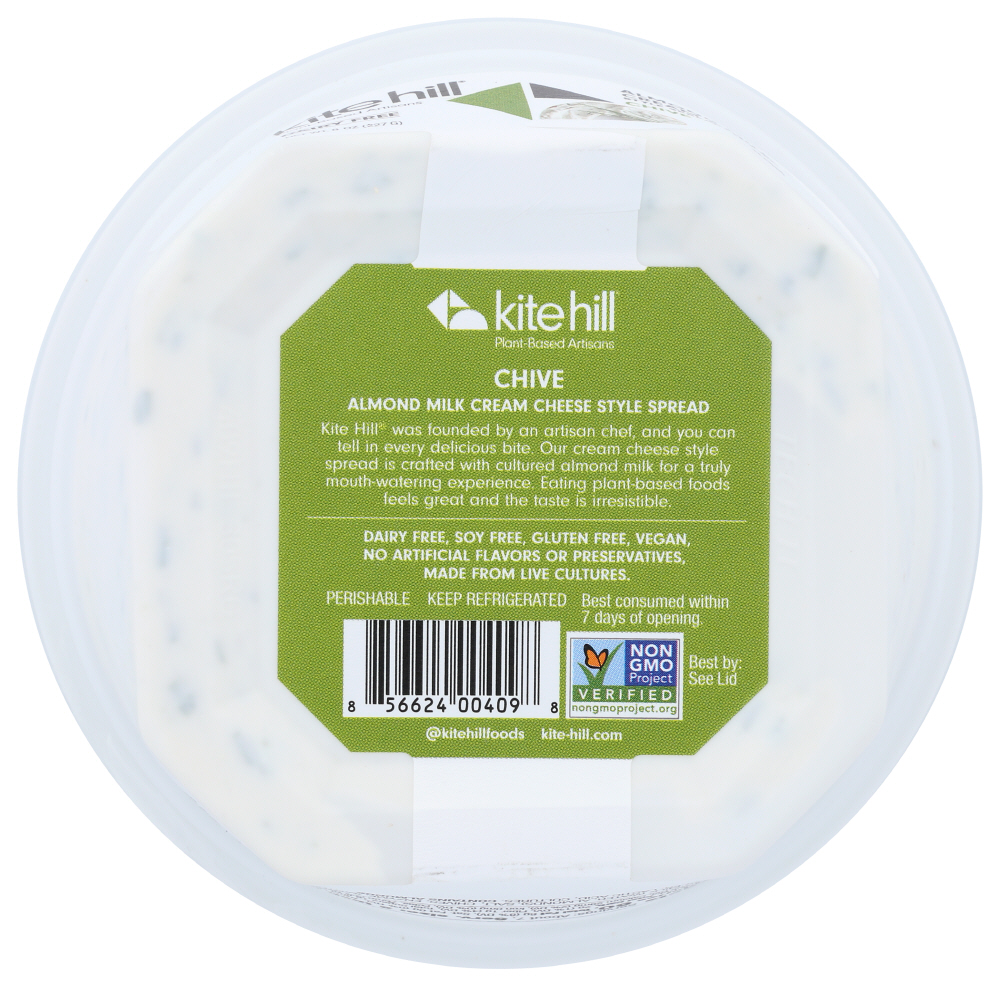 kite hill
DAIRY FREE
kitehill
Plant-Based Artisans
CHIVE
ALMOND MILK CREAM CHEESE STYLE SPREAD
Kite Hill® was founded by an artisan chef, and you can
tell in every delicious bite. Our cream cheese style
spread is crafted with cultured almond milk for a truly
mouth-watering experience. Eating plant-based foods
feels great and the taste is irresistible.
DAIRY FREE, SOY FREE, GLUTEN FREE, VEGAN,
NO ARTIFICIAL FLAVORS OR PRESERVATIVES,
MADE FROM LIVE CULTURES.
PERISHABLE KEEP REFRIGERATED Best consumed within
7 days of opening.
8 56624 00409 8
NON
GMO
Project
VERIFIED
nongmoproject.org
Best by:
See Lid
@kitehillfoods kite-hill.com